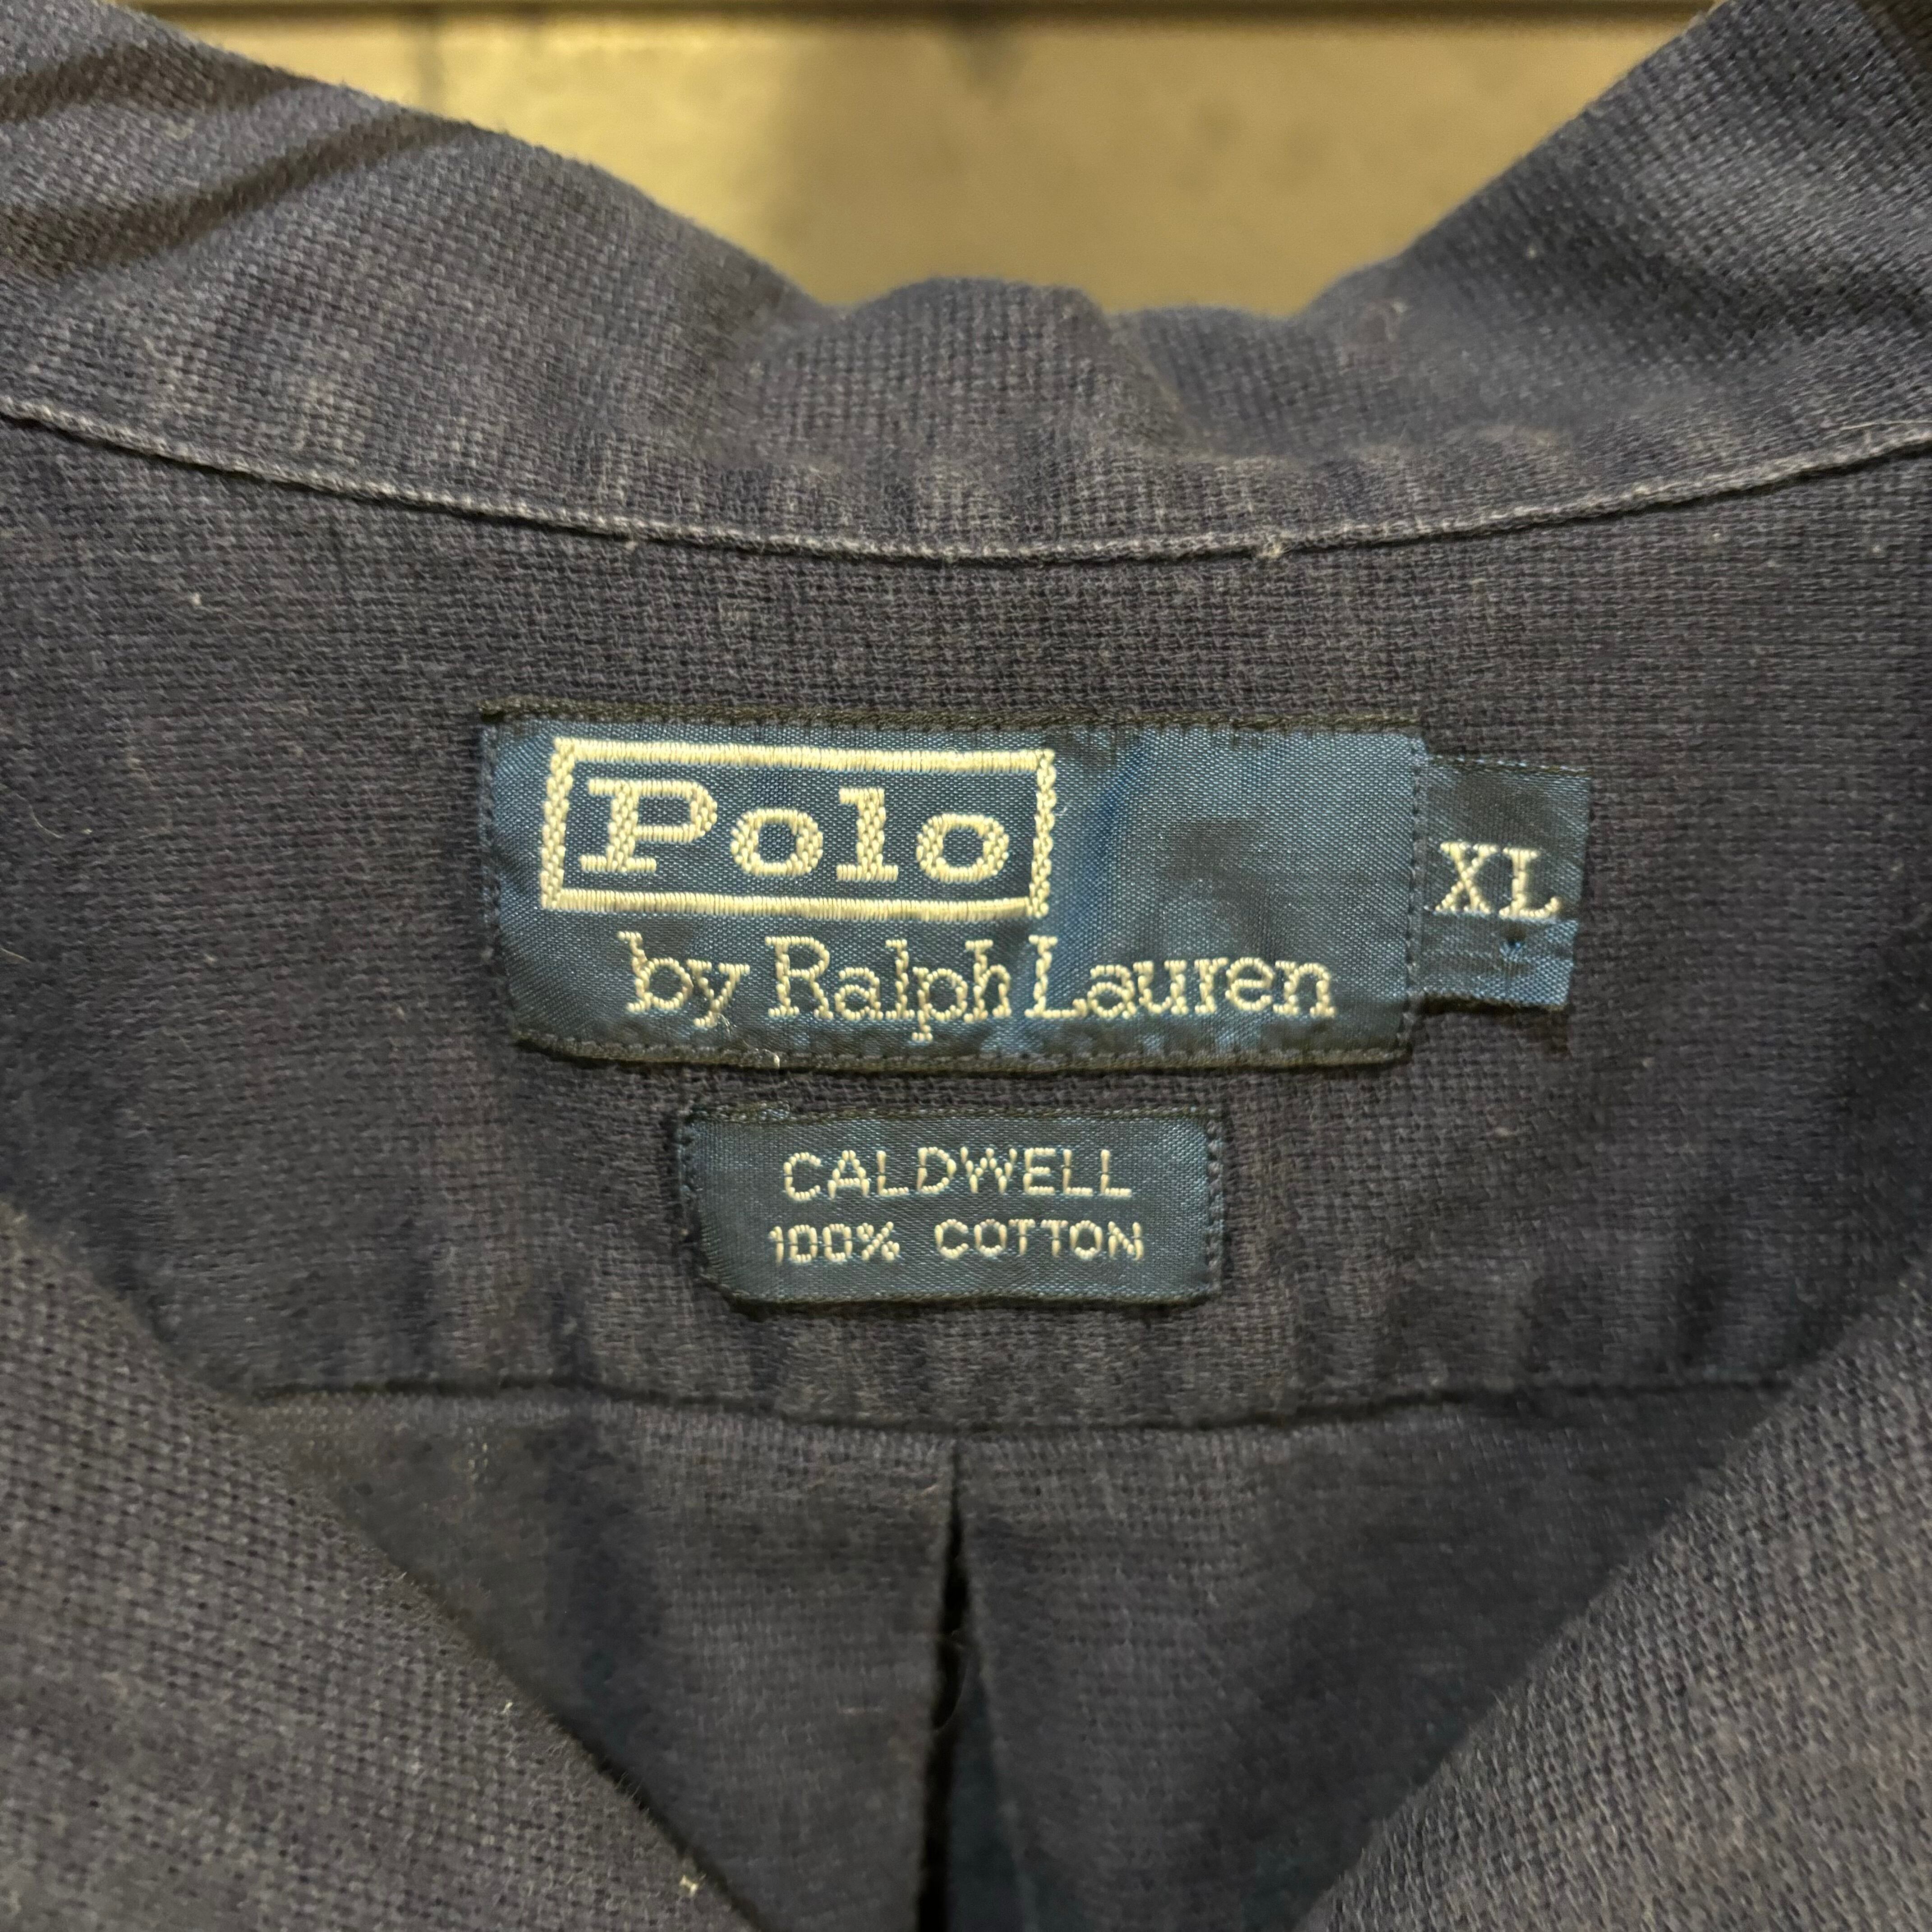 Polo
by Ralph Lauren
XL
CALDWELL
100% COTTON